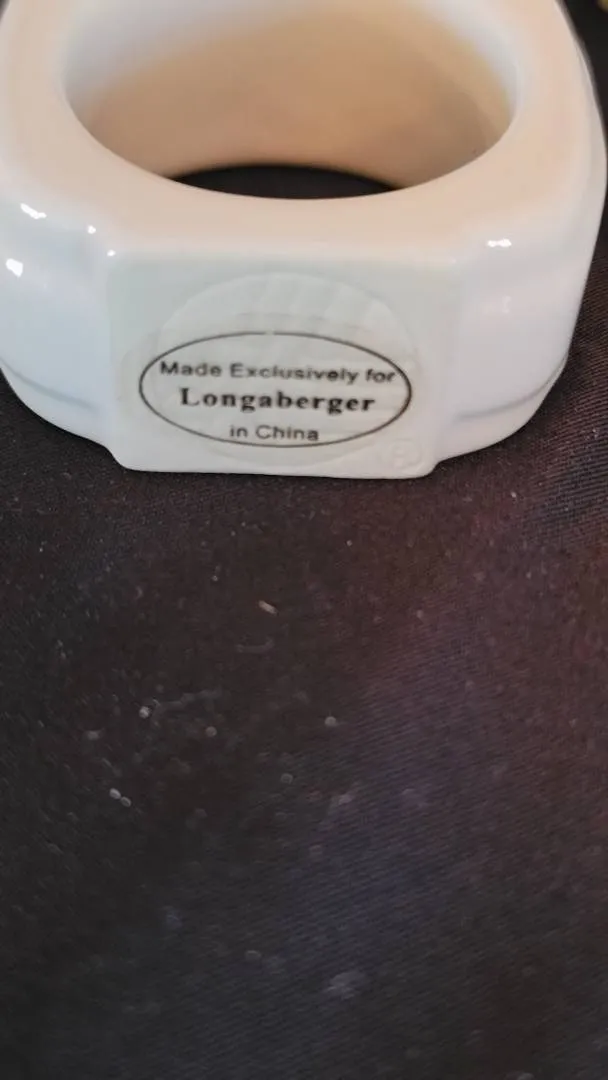 Made Exclusively for
Longaberger
in China
®